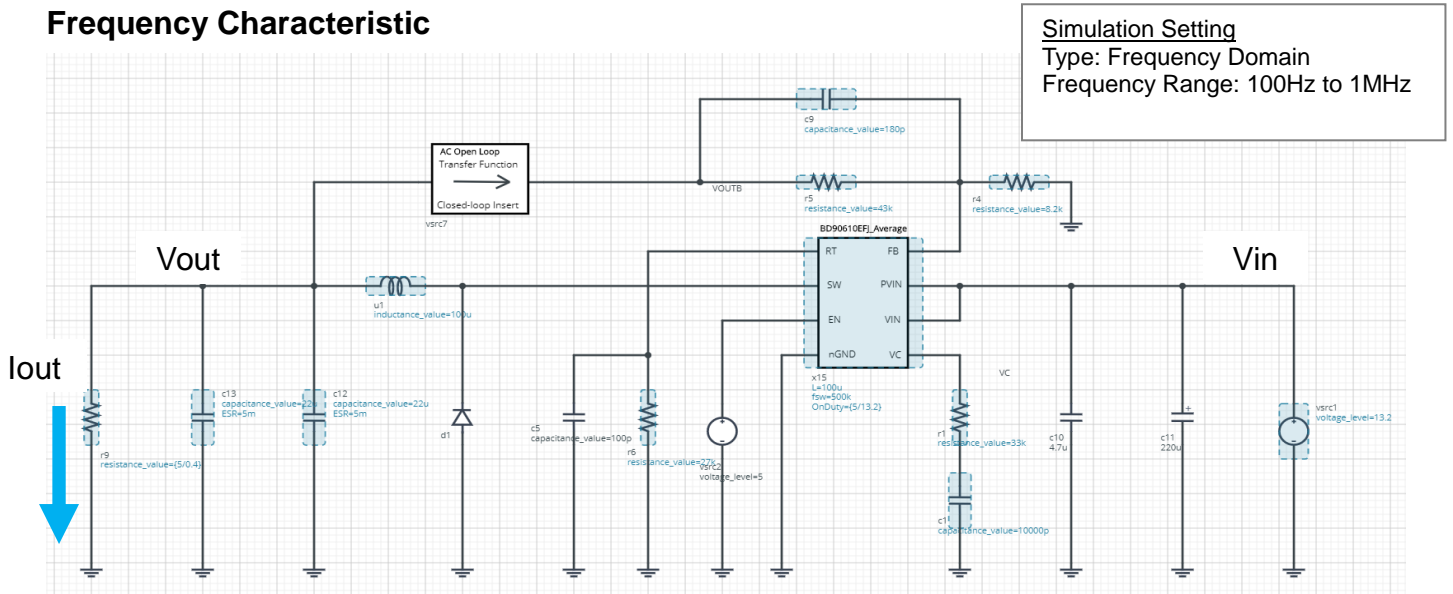 Frequency Characteristic
Simulation Setting
Type: Frequency Domain
Frequency Range: 100Hz to 1MHz
c9
capacitance_value=180p
AC Open Loop
Transfer Function
Closed-loop Insert
vsrc7
VOUTB
r5
resistance_value=43k
r4
resistance_value=8.2k
BD90610EFJ_Average
RT
FB
SW
PVIN
EN
VIN
nGND
VC
x15
L=100u
fsw=500k
OnDuty={5/13.2}
Vout
Vin
u1
inductance_value=100u
Iout
VC
r9
resistance_value={5/0.4}
c13
capacitance_value=22u
ESR=5m
c12
capacitance_value=22u
ESR=5m
d1
c5
capacitance_value=100p
r6
resistance_value=27k
vsrc2
voltage_level=5
r1
resistance_value=33k
c1
capacitance_value=10000p
c10
4.7u
+
c11
220u
vsrc1
voltage_level=13.2